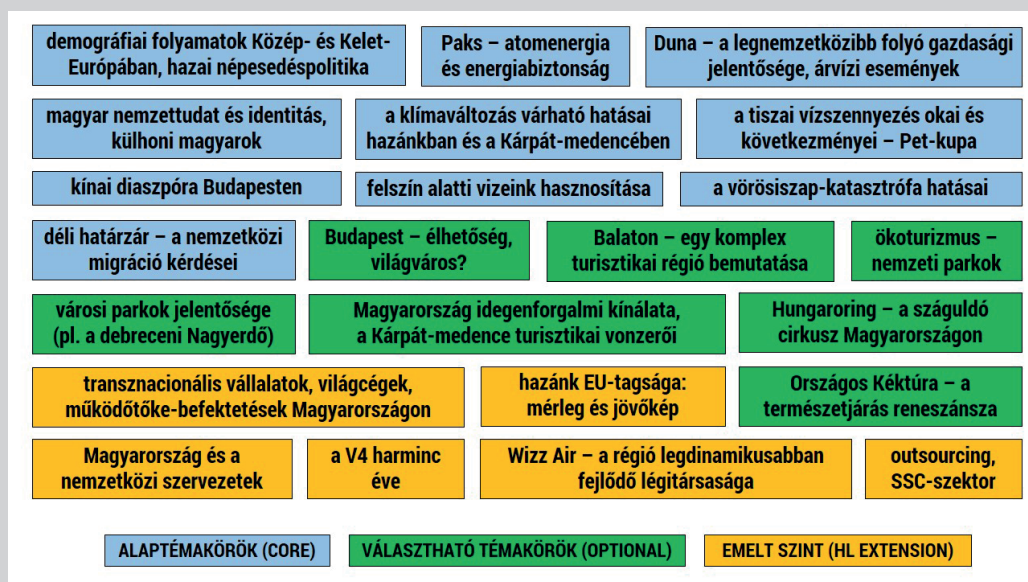 demográfiai folyamatok Közép- és Kelet-
Európában, hazai népesedéspolitika
Paks – atomenergia
és energiabiztonság
Duna – a legnemzetközibb folyó gazdasági
jelentősége, árvízi események
magyar nemzettudat és identitás,
külhoni magyarok
a klímaváltozás várható hatásai
hazánkban és a Kárpát-medencében
a tiszai vízszennyezés okai és
következményei – Pet-kupa
kínai diaszpóra Budapesten
felszín alatti vizeink hasznosítása
a vörösiszap-katasztrófa hatásai
déli határzár – a nemzetközi
migráció kérdései
Budapest – élhetőség,
világváros?
Balaton – egy komplex
turisztikai régió bemutatása
ökoturizmus –
nemzeti parkok
városi parkok jelentősége
(pl. a debreceni Nagyerdő)
Magyarország idegenforgalmi kínálata,
a Kárpát-medence turisztikai vonzerői
Hungaroring – a száguldó
cirkusz Magyarországon
transznacionális vállalatok, világcégek,
működőtőke-befektetések Magyarországon
hazánk EU-tagsága:
mérleg és jövőkép
Országos Kéktúra – a
természetjárás reneszánsza
Magyarország és a
nemzetközi szervezetek
a V4 harminc
éve
Wizz Air – a régió legdinamikusabban
fejlődő légitársasága
outsourcing,
SSC-szektor
ALAPTÉMAKÖRÖK (CORE)
VÁLASZTHATÓ TÉMAKÖRÖK (OPTIONAL)
EMELT SZINT (HL EXTENSION)